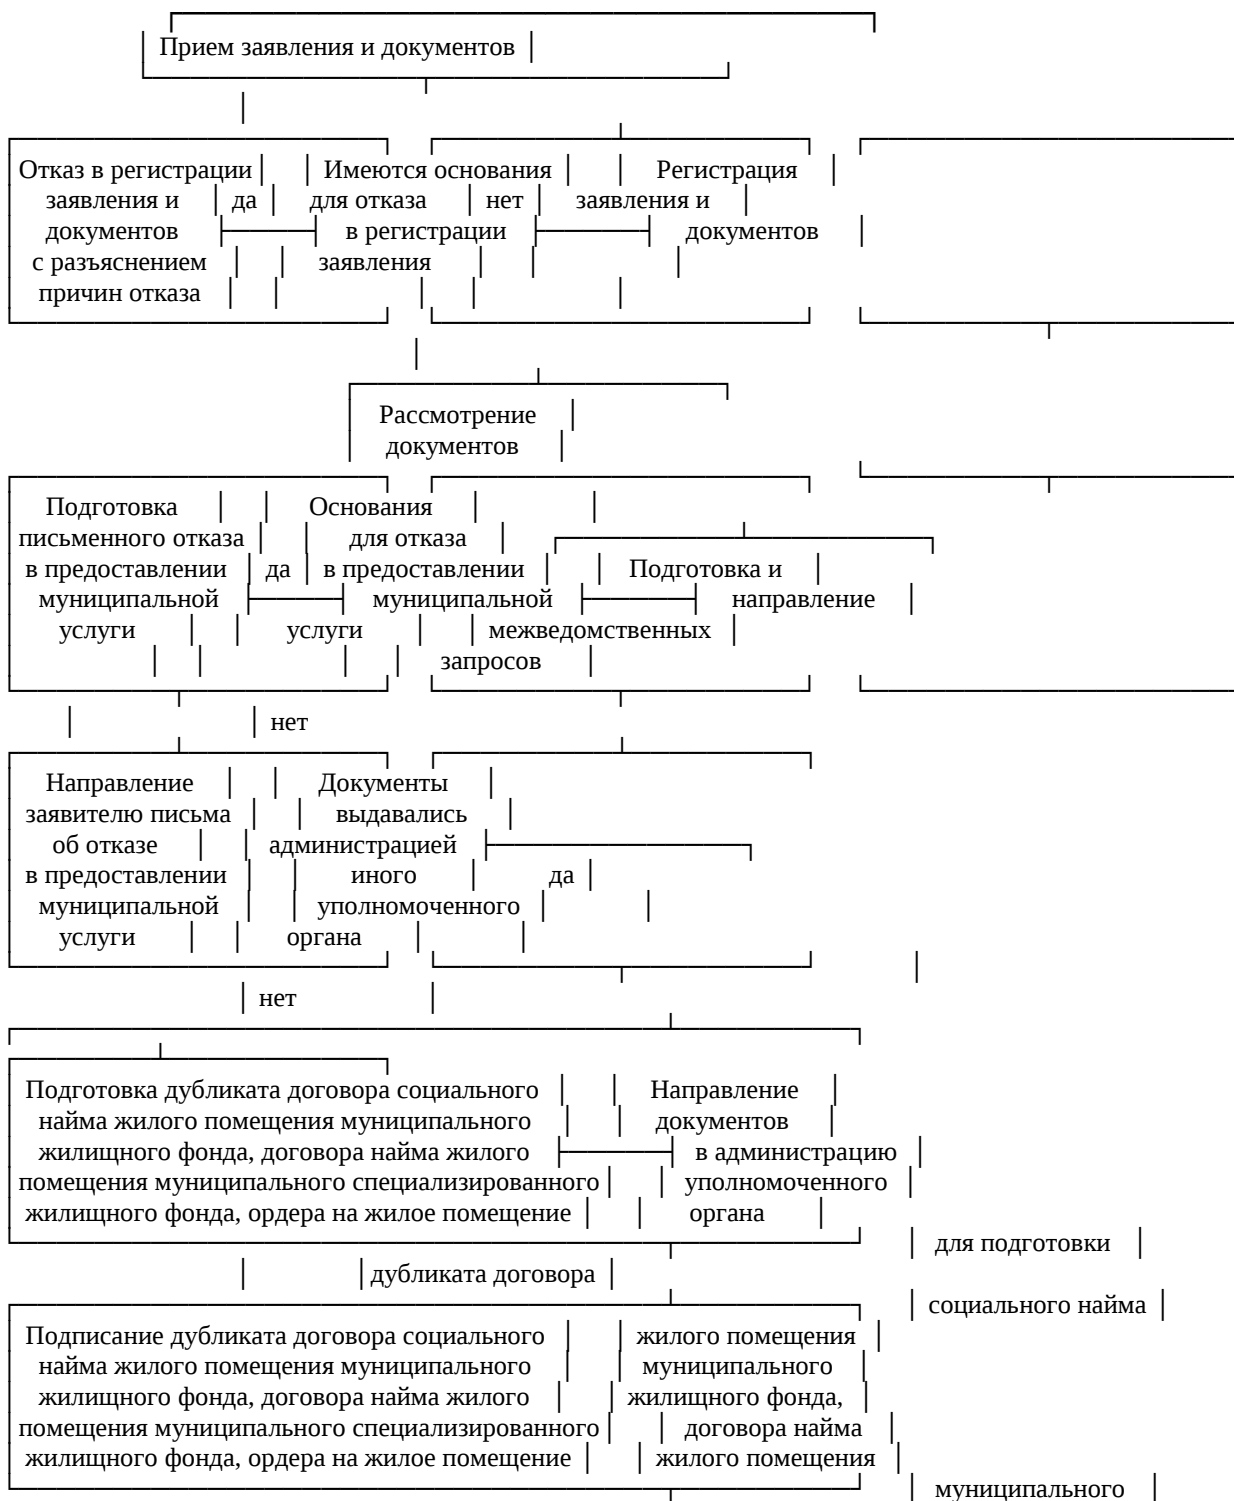 Прием заявления и документов
Отказ в регистрации Имеются основания Регистрация
заявления и да для отказа нет заявления и
документов в регистрации документов
с разъяснением заявления
причин отказа
Рассмотрение
документов
Подготовка Основания
письменного отказа для отказа
в предоставлении да в предоставлении Подготовка и
муниципальной муниципальной направление
услуги услуги межведомственных
запросов
нет
Направление Документы
заявителю письма выдавались
об отказе администрацией
в предоставлении иного да
муниципальной уполномоченного
услуги органа
нет
Подготовка дубликата договора социального Направление
найма жилого помещения муниципального документов
жилищного фонда, договора найма жилого в администрацию
помещения муниципального специализированного уполномоченного
жилищного фонда, ордера на жилое помещение органа
для подготовки
дубликата договора
социального найма
Подписание дубликата договора социального жилого помещения
найма жилого помещения муниципального муниципального
жилищного фонда, договора найма жилого жилищного фонда,
помещения муниципального специализированного договора найма
жилищного фонда, ордера на жилое помещение жилого помещения
муниципального